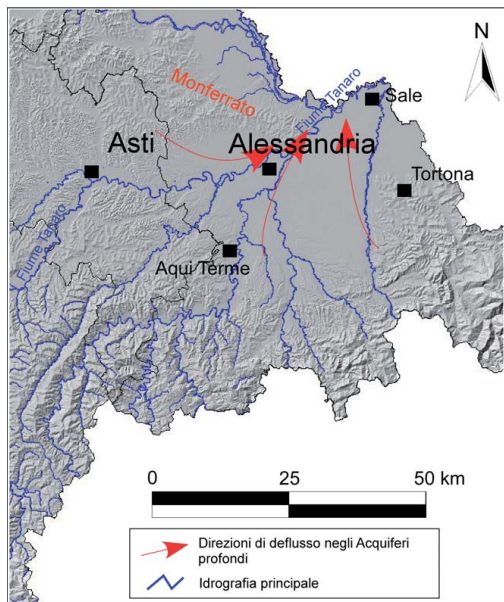 N
Monferrato
Fiume Tanaro
Sale
Asti
Alessandria
Tortona
Fiume Tanaro
Aqui Terme
0 25 50 km
Direzioni di deflusso negli Acquiferi
profondi
Idrografia principale